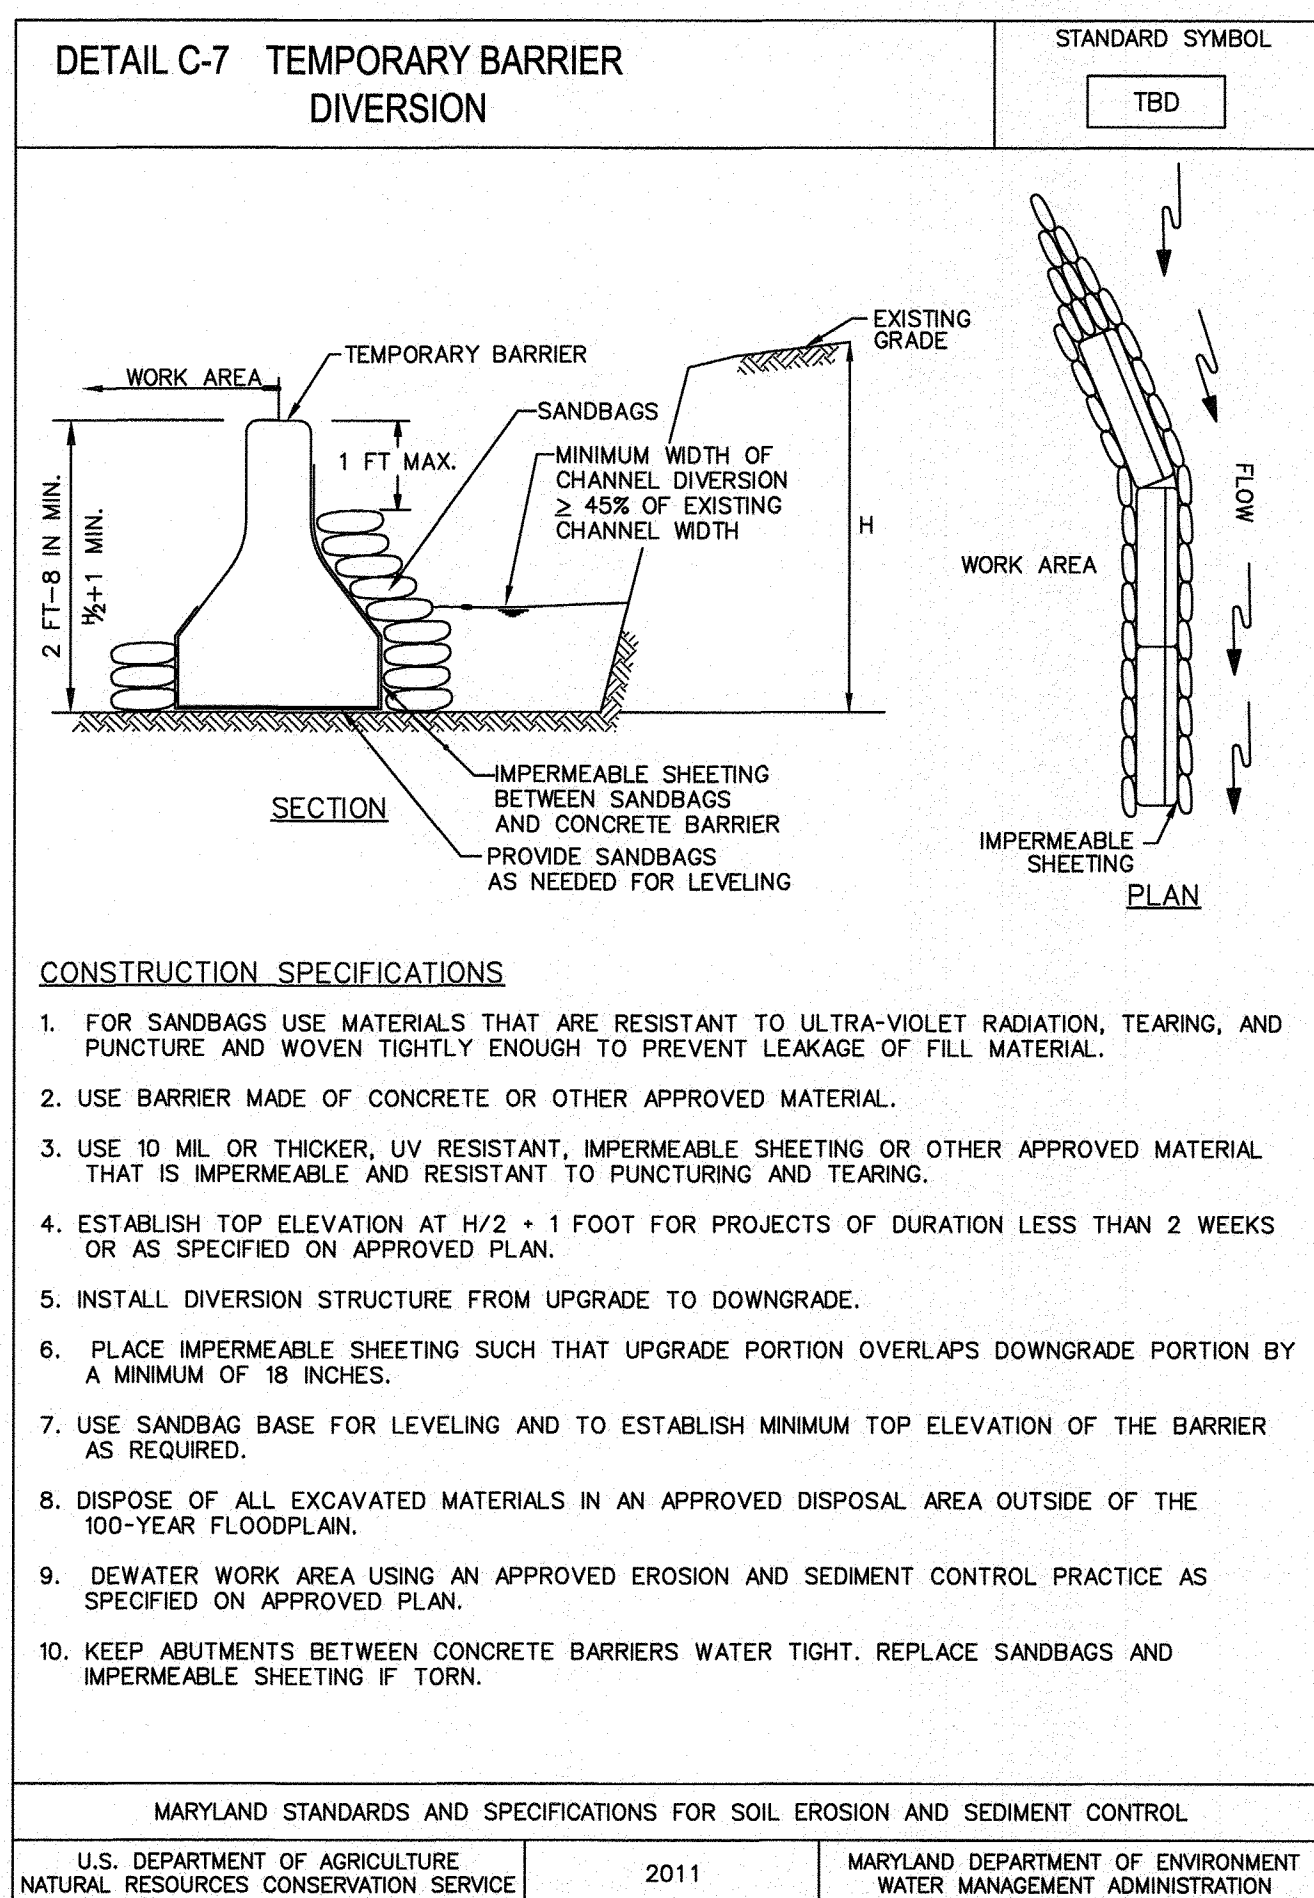 DETAIL C-7 TEMPORARY BARRIER
DIVERSION
STANDARD SYMBOL
TBD
WORK AREA
TEMPORARY BARRIER
EXISTING
GRADE
SANDBAGS
1 FT MAX.
MINIMUM WIDTH OF
CHANNEL DIVERSION
≥ 45% OF EXISTING
CHANNEL WIDTH
2 FT-8 IN MIN.
H/2+1 MIN.
H
FLOW
WORK AREA
IMPERMEABLE SHEETING
BETWEEN SANDBAGS
AND CONCRETE BARRIER
SECTION
PROVIDE SANDBAGS
AS NEEDED FOR LEVELING
IMPERMEABLE
SHEETING
PLAN
CONSTRUCTION SPECIFICATIONS
1. FOR SANDBAGS USE MATERIALS THAT ARE RESISTANT TO ULTRA-VIOLET RADIATION, TEARING, AND
PUNCTURE AND WOVEN TIGHTLY ENOUGH TO PREVENT LEAKAGE OF FILL MATERIAL.
2. USE BARRIER MADE OF CONCRETE OR OTHER APPROVED MATERIAL.
3. USE 10 MIL OR THICKER, UV RESISTANT, IMPERMEABLE SHEETING OR OTHER APPROVED MATERIAL
THAT IS IMPERMEABLE AND RESISTANT TO PUNCTURING AND TEARING.
4. ESTABLISH TOP ELEVATION AT H/2 + 1 FOOT FOR PROJECTS OF DURATION LESS THAN 2 WEEKS
OR AS SPECIFIED ON APPROVED PLAN.
5. INSTALL DIVERSION STRUCTURE FROM UPGRADE TO DOWNGRADE.
6. PLACE IMPERMEABLE SHEETING SUCH THAT UPGRADE PORTION OVERLAPS DOWNGRADE PORTION BY
A MINIMUM OF 18 INCHES.
7. USE SANDBAG BASE FOR LEVELING AND TO ESTABLISH MINIMUM TOP ELEVATION OF THE BARRIER
AS REQUIRED.
8. DISPOSE OF ALL EXCAVATED MATERIALS IN AN APPROVED DISPOSAL AREA OUTSIDE OF THE
100-YEAR FLOODPLAIN.
9. DEWATER WORK AREA USING AN APPROVED EROSION AND SEDIMENT CONTROL PRACTICE AS
SPECIFIED ON APPROVED PLAN.
10. KEEP ABUTMENTS BETWEEN CONCRETE BARRIERS WATER TIGHT. REPLACE SANDBAGS AND
IMPERMEABLE SHEETING IF TORN.
MARYLAND STANDARDS AND SPECIFICATIONS FOR SOIL EROSION AND SEDIMENT CONTROL
U.S. DEPARTMENT OF AGRICULTURE
NATURAL RESOURCES CONSERVATION SERVICE
2011
MARYLAND DEPARTMENT OF ENVIRONMENT
WATER MANAGEMENT ADMINISTRATION